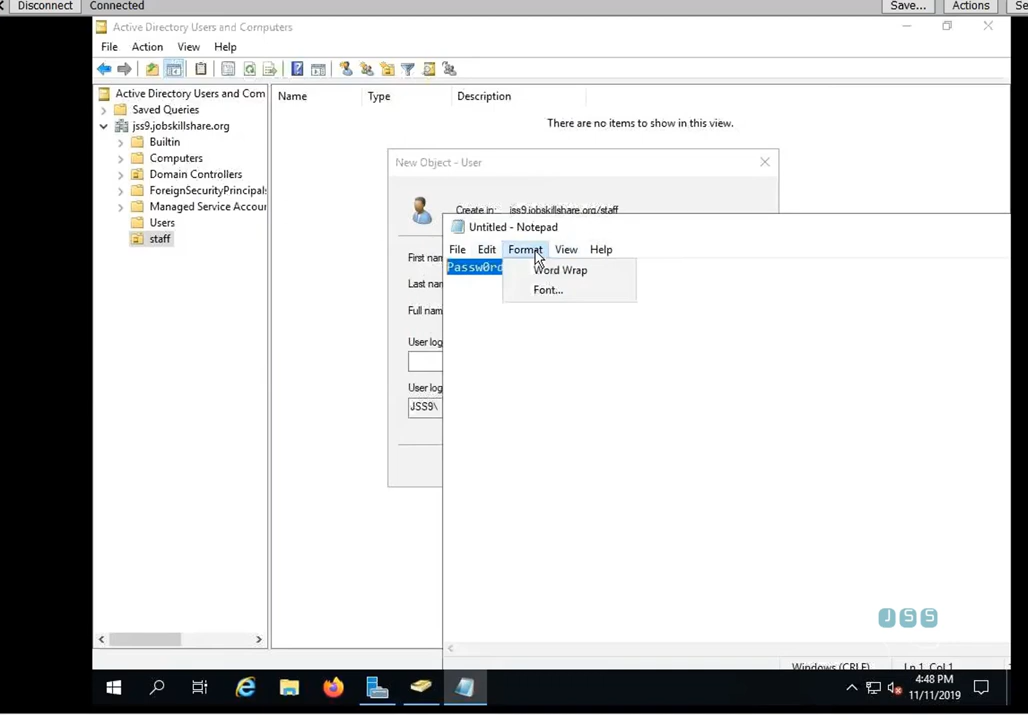 Disconnect Connected Save... Actions Se
Active Directory Users and Computers
File Action View Help
Active Directory Users and Com
Saved Queries
jss9.jobskillshare.org
Builtin
Computers
Domain Controllers
ForeignSecurityPrincipals
Managed Service Accour
Users
staff
Name Type Description
There are no items to show in this view.
New Object - User
Create in: jss9.jobskillshare.org/staff
First nam
Last nam
Full nam
User log
User log
JSS9\
Untitled - Notepad
File Edit Format View Help
Passw0rd
Word Wrap
Font...
JSS
Windows (CRLF) Ln 1, Col 1
4:48 PM
11/11/2019